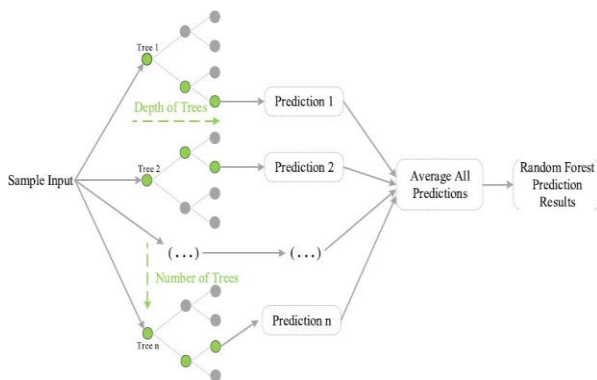 Tree 1
Depth of Trees
Prediction 1
Tree 2
Prediction 2
Sample Input
Average All
Predictions
Random Forest
Prediction
Results
(...)
(...)
Number of Trees
Tree n
Prediction n